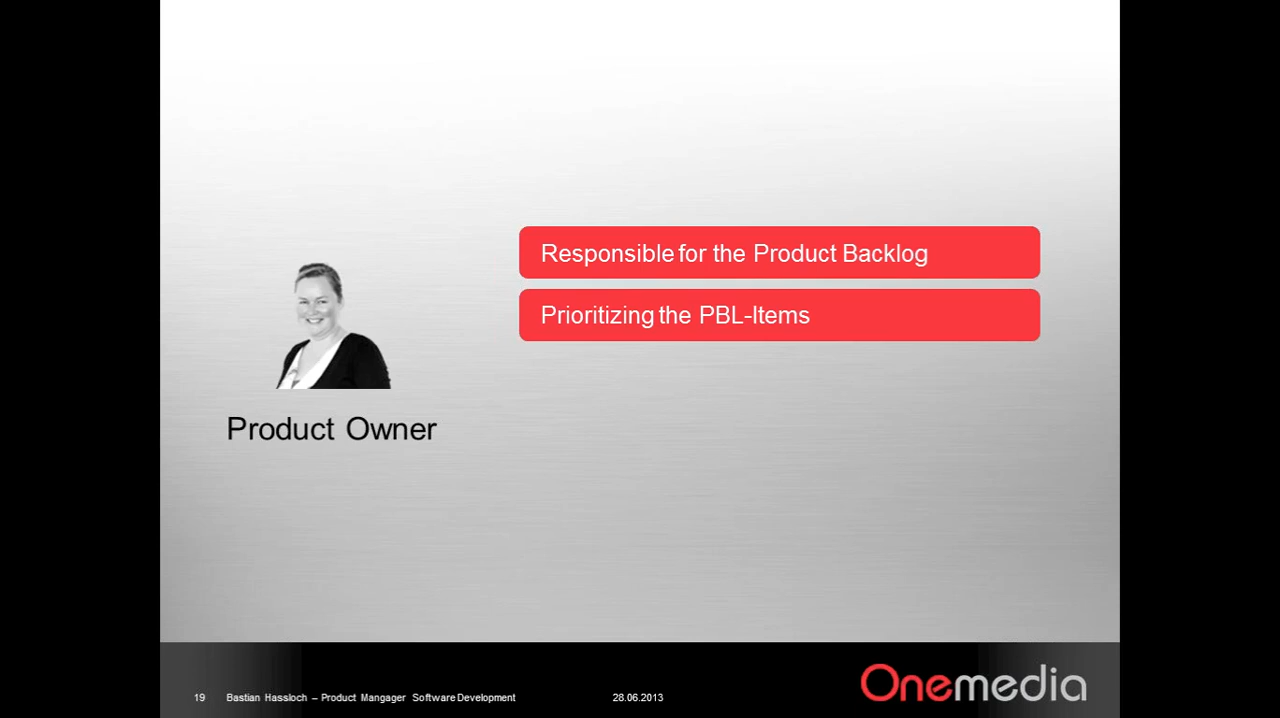 Responsible for the Product Backlog
Prioritizing the PBL-Items
Product Owner
19 Bastian Hassloch – Product Mangager Software Development 28.06.2013
Onemedia